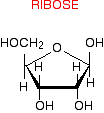 RIBOSE
HOCH2 O OH
H H H H
OH OH